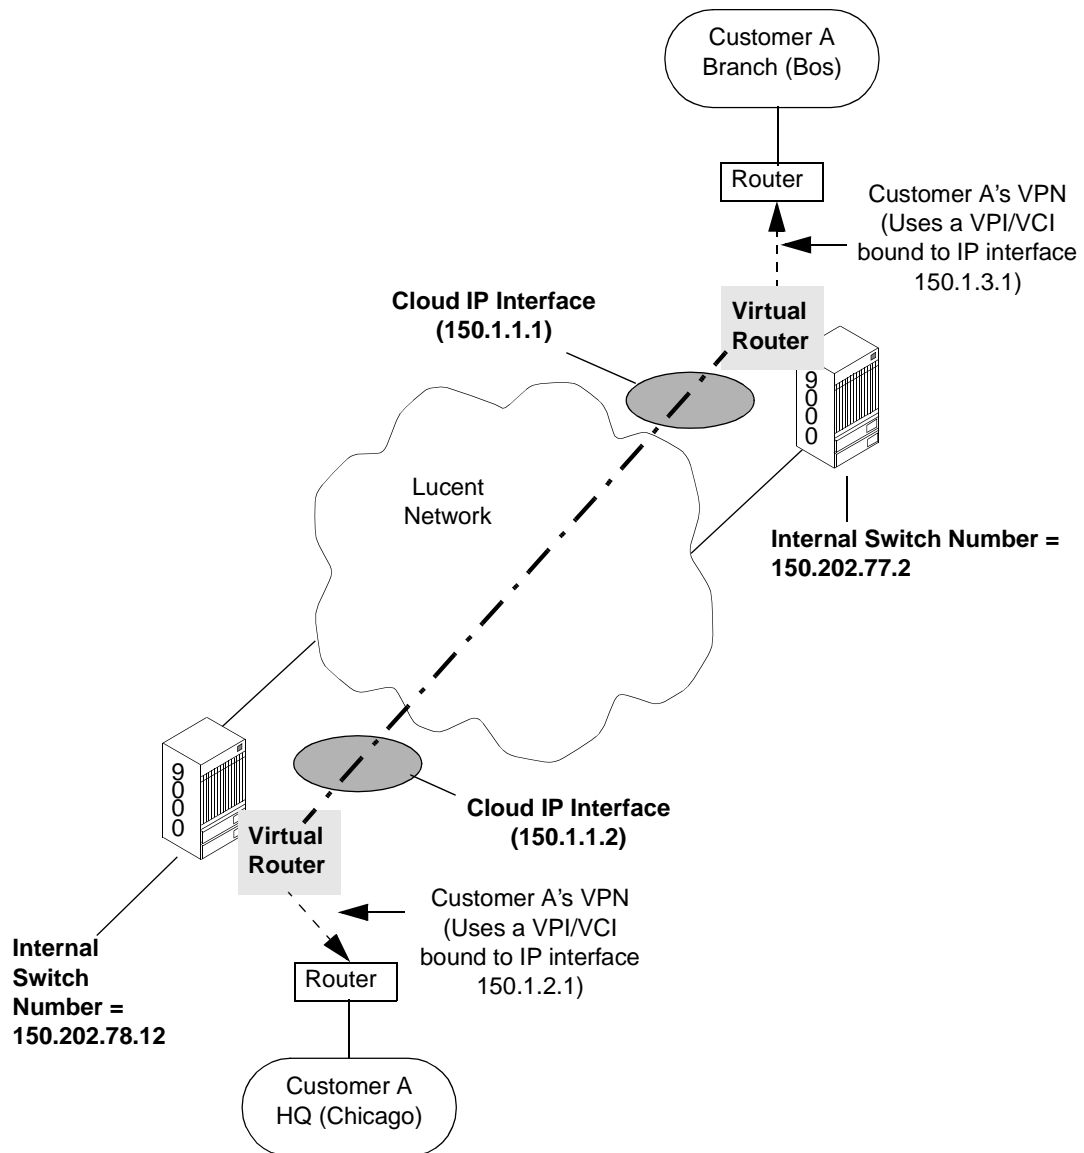 Customer A
Branch (Bos)
Router
Customer A's VPN
(Uses a VPI/VCI
bound to IP interface
150.1.3.1)
Cloud IP Interface
(150.1.1.1)
Virtual
Router
9
0
0
0
Lucent
Network
Internal Switch Number =
150.202.77.2
9
0
0
0
Cloud IP Interface
(150.1.1.2)
Virtual
Router
Customer A's VPN
(Uses a VPI/VCI
bound to IP interface
150.1.2.1)
Internal
Switch
Number =
150.202.78.12
Router
Customer A
HQ (Chicago)